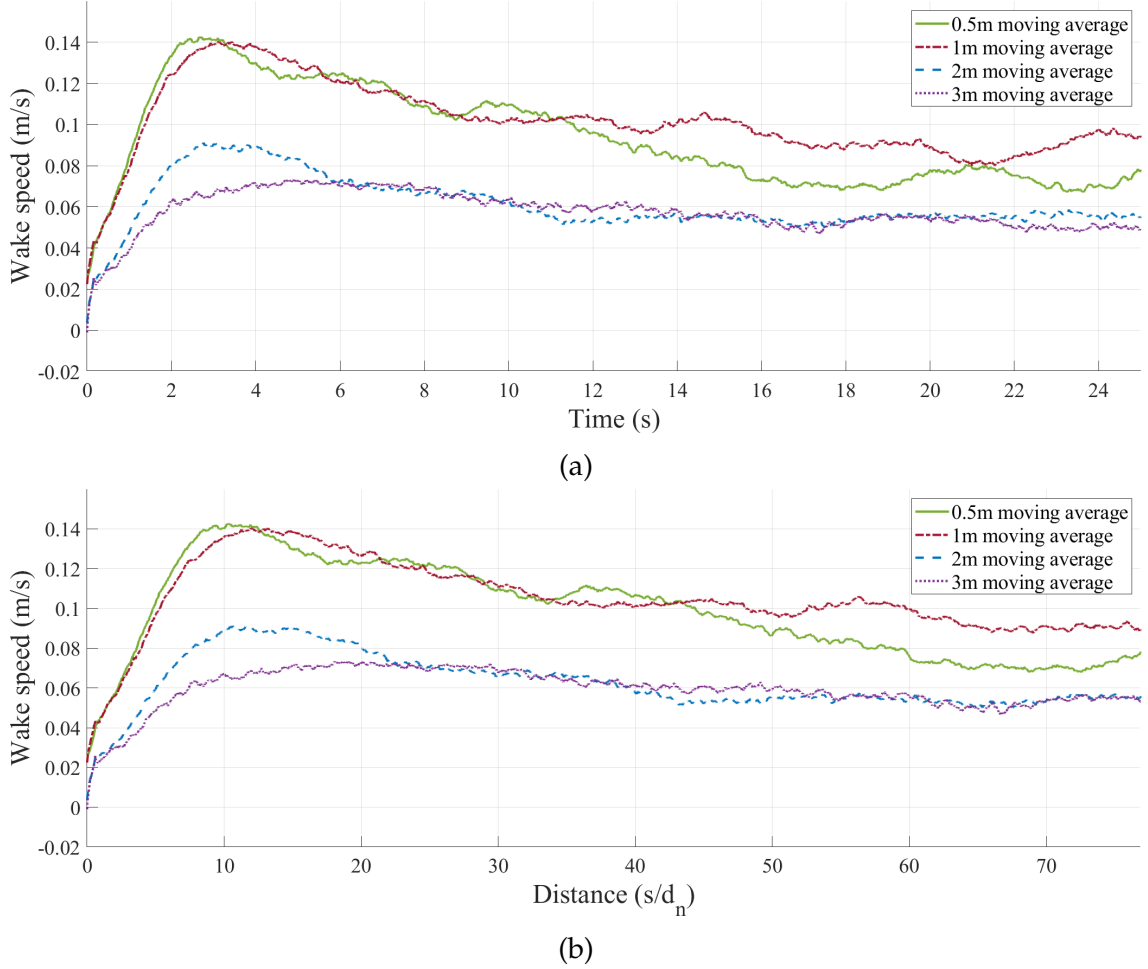 0.14
0.12
0.1
0.08
0.06
0.04
0.02
0
-0.02
Wake speed (m/s)
0.5m moving average
1m moving average
2m moving average
3m moving average
0 2 4 6 8 10 12 14 16 18 20 22 24
Time (s)
(a)
0.14
0.12
0.1
0.08
0.06
0.04
0.02
0
-0.02
Wake speed (m/s)
0.5m moving average
1m moving average
2m moving average
3m moving average
0 10 20 30 40 50 60 70
Distance (s/d_n)
(b)